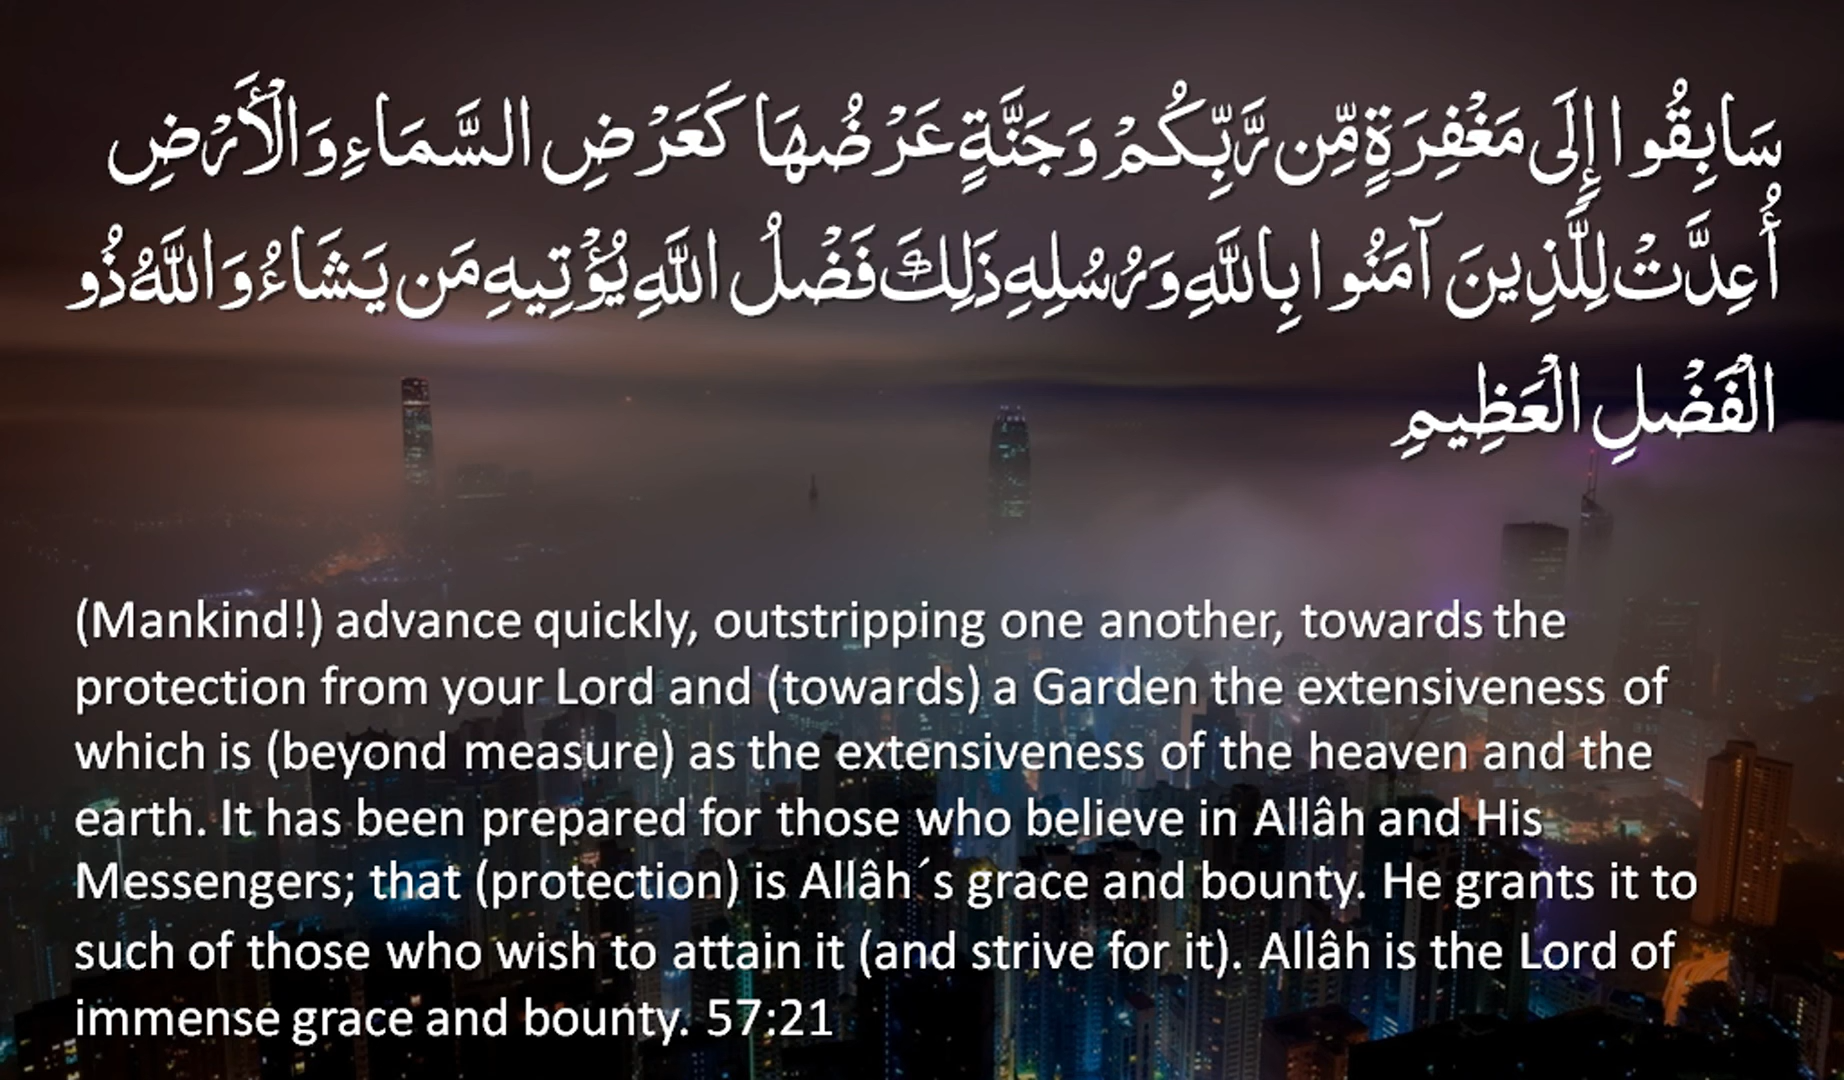 سَابِقُوا إِلَى مَغْفِرَةٍ مِّن رَّبِّكُمْ وَجَنَّةٍ عَرْضُهَا كَعَرْضِ السَّمَاءِ وَالْأَرْضِ
أُعِدَّتْ لِلَّذِينَ آمَنُوا بِاللَّهِ وَرُسُلِهِ ذَلِكَ فَضْلُ اللَّهِ يُؤْتِيهِ مَن يَشَاءُ وَاللَّهُ ذُو
الْفَضْلِ الْعَظِيمِ
(Mankind!) advance quickly, outstripping one another, towards the
protection from your Lord and (towards) a Garden the extensiveness of
which is (beyond measure) as the extensiveness of the heaven and the
earth. It has been prepared for those who believe in Allâh and His
Messengers; that (protection) is Allâh´s grace and bounty. He grants it to
such of those who wish to attain it (and strive for it). Allâh is the Lord of
immense grace and bounty. 57:21